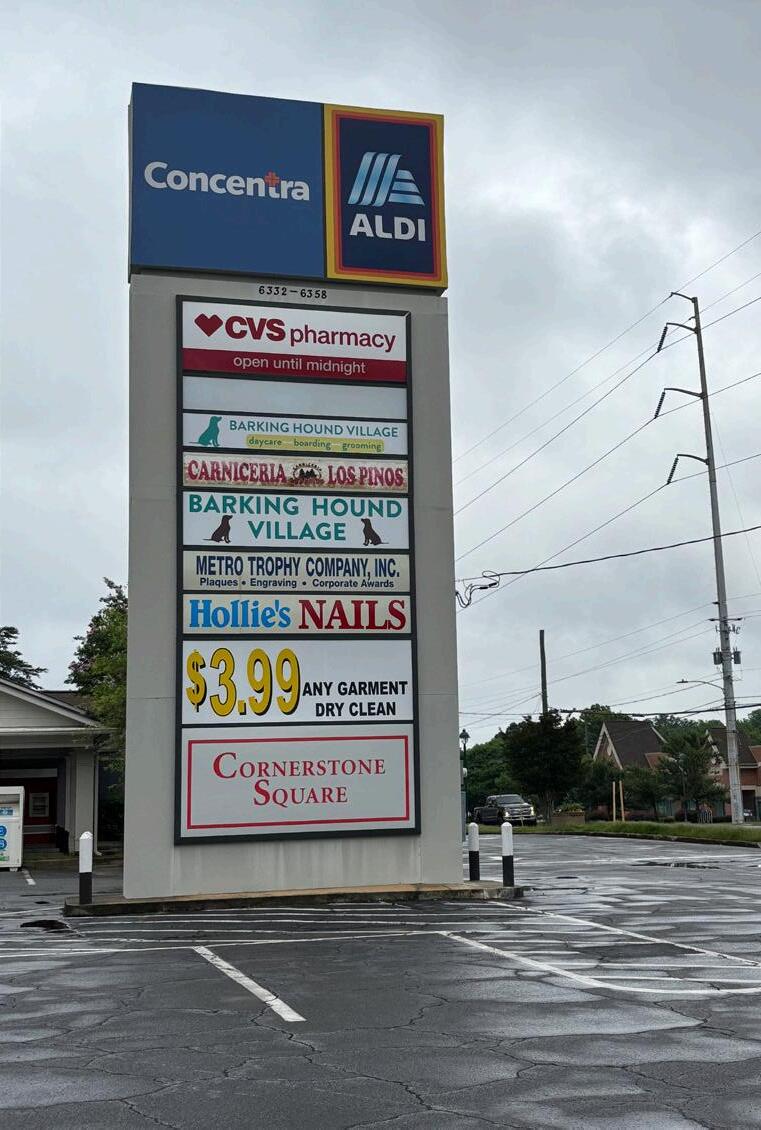 Concentra
ALDI
6332-6358
CVS pharmacy
open until midnight
BARKING HOUND VILLAGE
daycare boarding grooming
CARNICERIA LOS PINOS
BARKING HOUND
VILLAGE
METRO TROPHY COMPANY, INC.
Plaques • Engraving • Corporate Awards
Hollie's NAILS
$3.99 ANY GARMENT
DRY CLEAN
CORNERSTONE
SQUARE